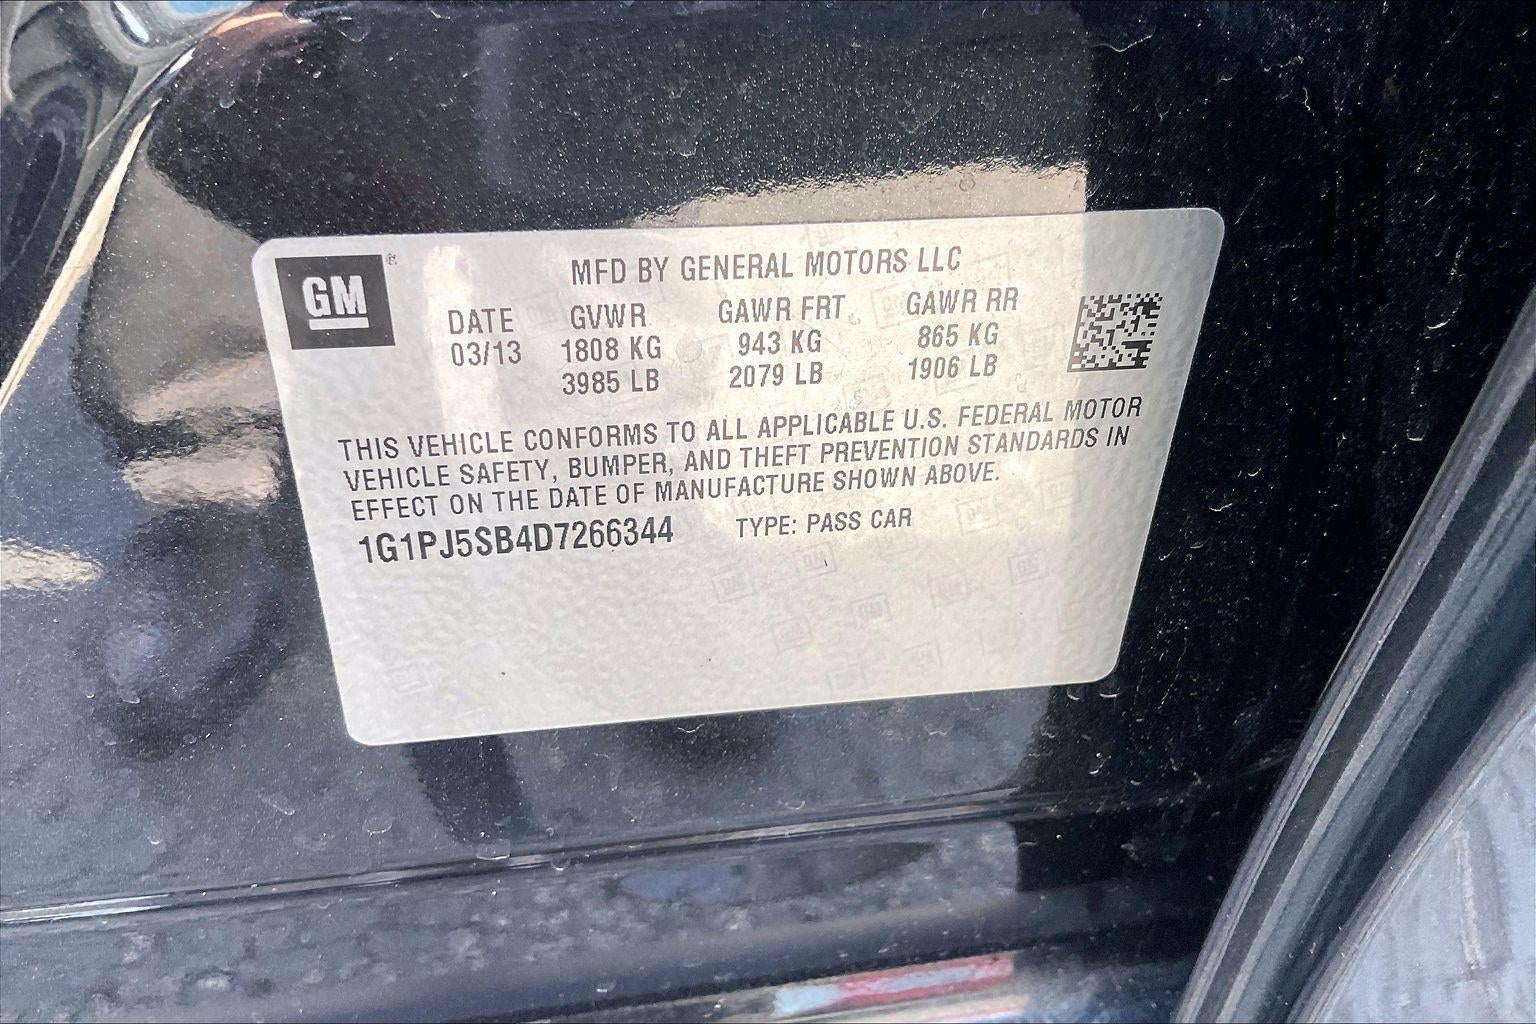 GM®
MFD BY GENERAL MOTORS LLC
DATE GVWR GAWR FRT GAWR RR
03/13 1808 KG 943 KG 865 KG
3985 LB 2079 LB 1906 LB
THIS VEHICLE CONFORMS TO ALL APPLICABLE U.S. FEDERAL MOTOR
VEHICLE SAFETY, BUMPER, AND THEFT PREVENTION STANDARDS IN
EFFECT ON THE DATE OF MANUFACTURE SHOWN ABOVE.
1G1PJ5SB4D7266344 TYPE: PASS CAR